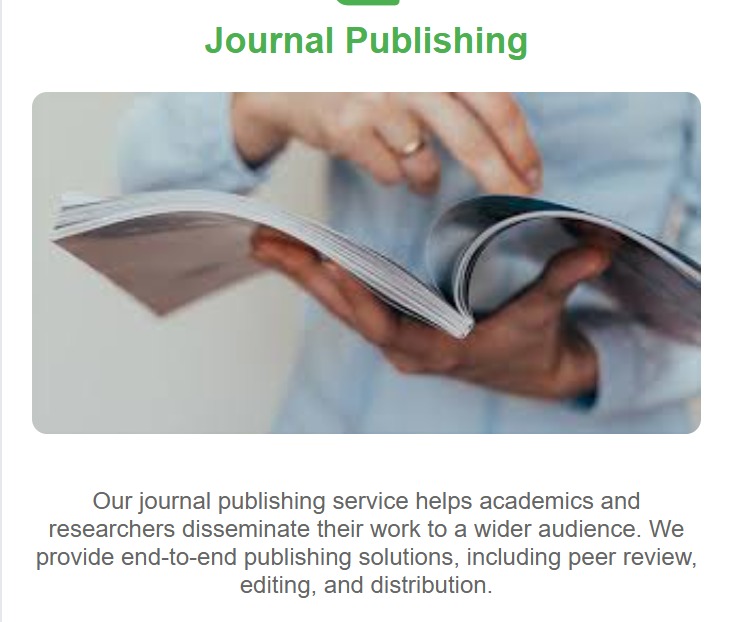 Journal Publishing
Our journal publishing service helps academics and
researchers disseminate their work to a wider audience. We
provide end-to-end publishing solutions, including peer review,
editing, and distribution.